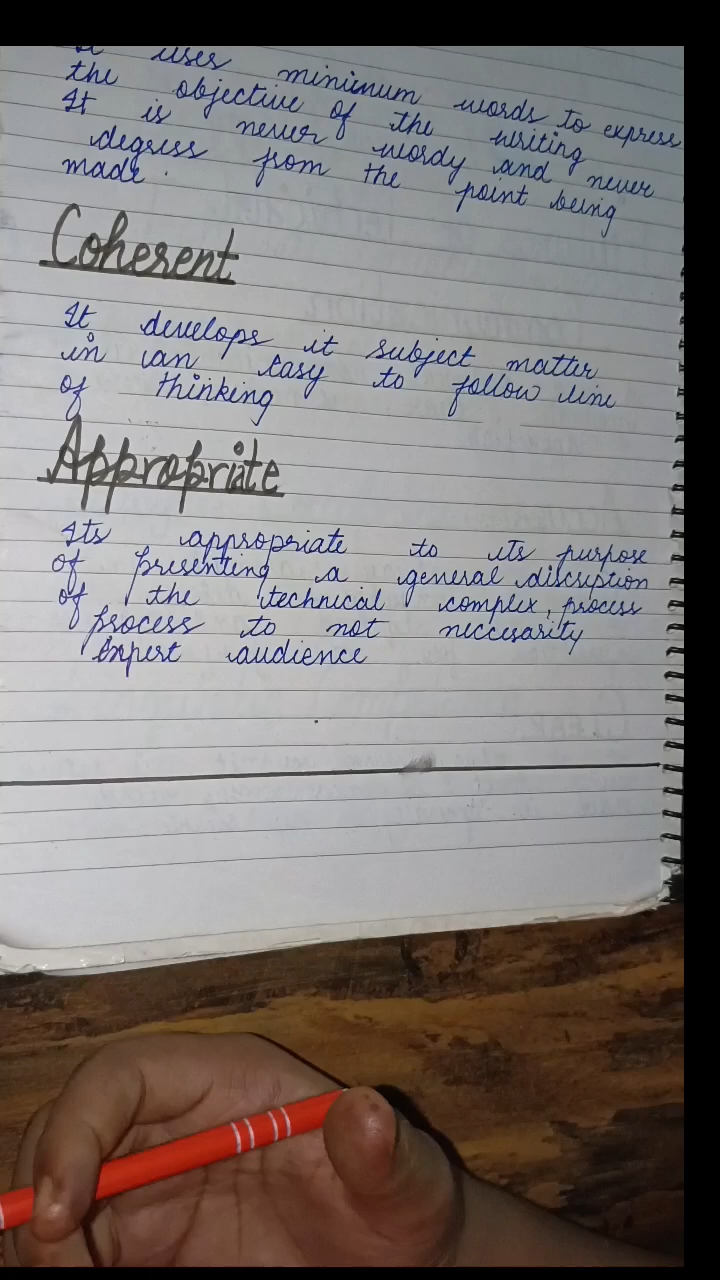 It uses minimum words to express
the objective of the writing
It is never wordy and never
degress from the point being
made.
Coherent
It develops it subject matter
in an easy to follow line
of thinking
Appropriate
Its appropriate to its purpose
of presenting a general discription
of the technical complex, process
process to not neccesarity
expert audience